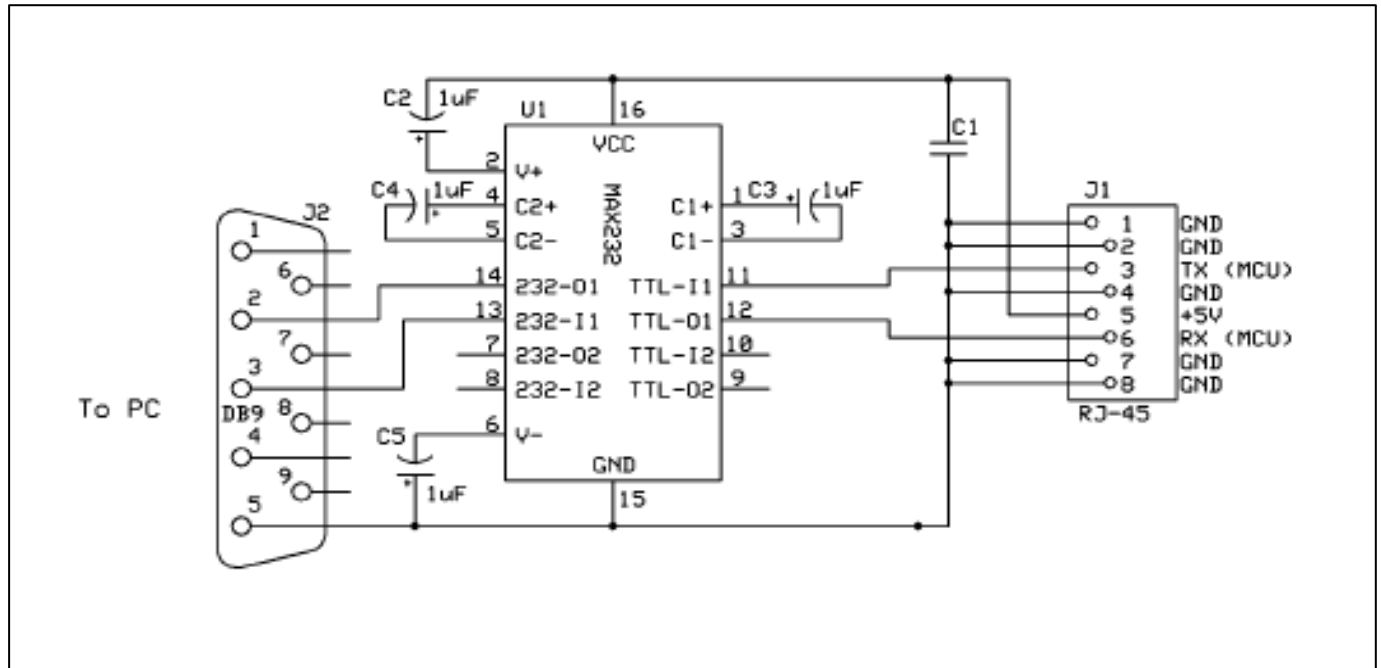 C2 1uF
U1
16
VCC
C1
2 V+
C4 1uF
4 C2+
5 C2-
MAX232
C1+ 1
C3 1uF
C1- 3
14 232-O1
TTL-I1 11
13 232-I1
TTL-O1 12
7 232-O2
TTL-I2 10
8 232-I2
TTL-O2 9
6 V-
C5
1uF
GND
15
J2
1
6
2
7
3
DB9
8
4
9
5
To PC
J1
1 GND
2 GND
3 TX (MCU)
4 GND
5 +5V
6 RX (MCU)
7 GND
8 GND
RJ-45
+
+
+
+